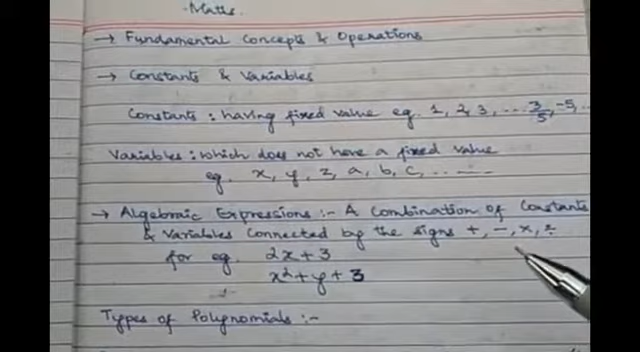 Maths.
→ Fundamental Concepts & Operations
→ Constants & Variables
Constants : having fixed value eg. 1, 2, 3, ... 3/5, -5, ..
Variables : which does not have a fixed value
eg. x, y, z, a, b, c, .......
→ Algebraic Expressions :- A Combination of Constants
& Variables connected by the signs +, -, ×, ÷
for eg. 2x + 3
x² + y + 3
Types of Polynomials :-